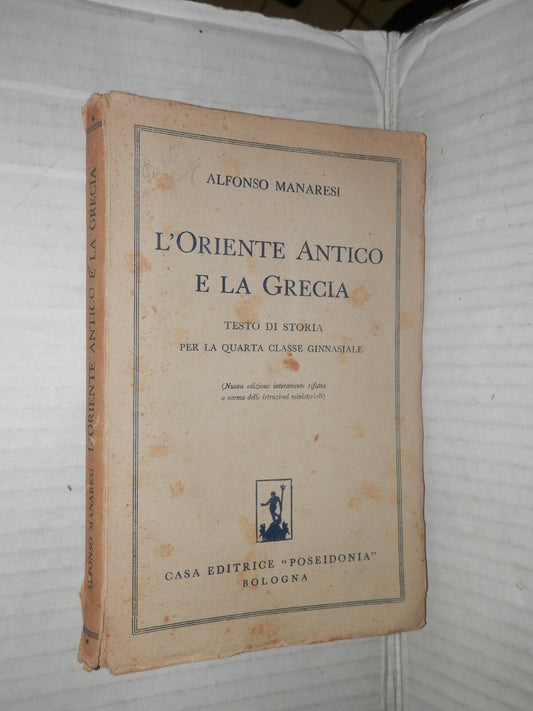 ALFONSO MANARESI
L'ORIENTE ANTICO
E LA GRECIA
TESTO DI STORIA
PER LA QUARTA CLASSE GINNASIALE
(Nuova edizione interamente rifatta
a norma delle istruzioni ministeriali)
CASA EDITRICE "POSEIDONIA"
BOLOGNA
ALFONSO MANARESI L'ORIENTE ANTICO E LA GRECIA